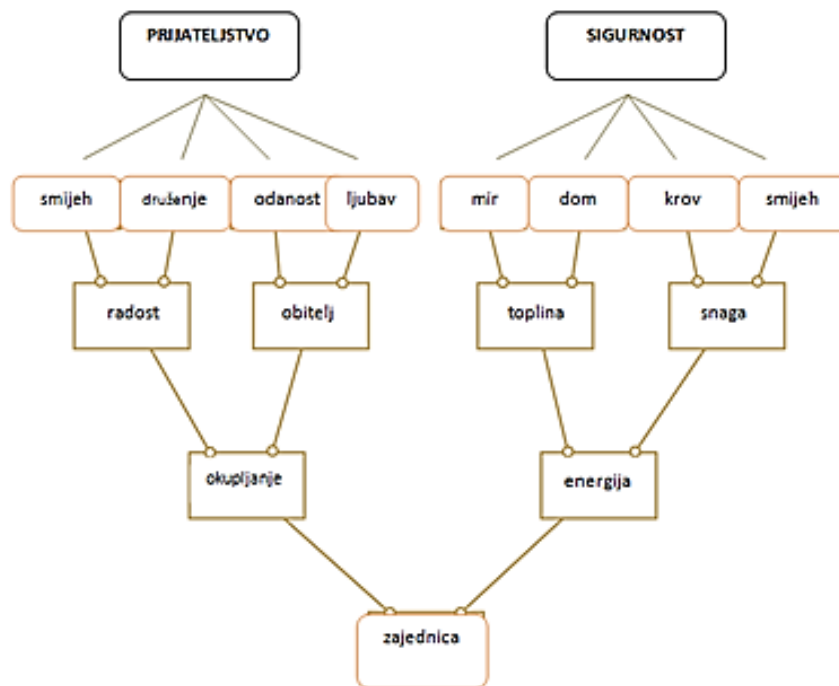 PRIJATELJSTVO
SIGURNOST
smijeh
druženje
odanost
ljubav
mir
dom
krov
smijeh
radost
obitelj
toplina
snaga
okupljanje
energija
zajednica